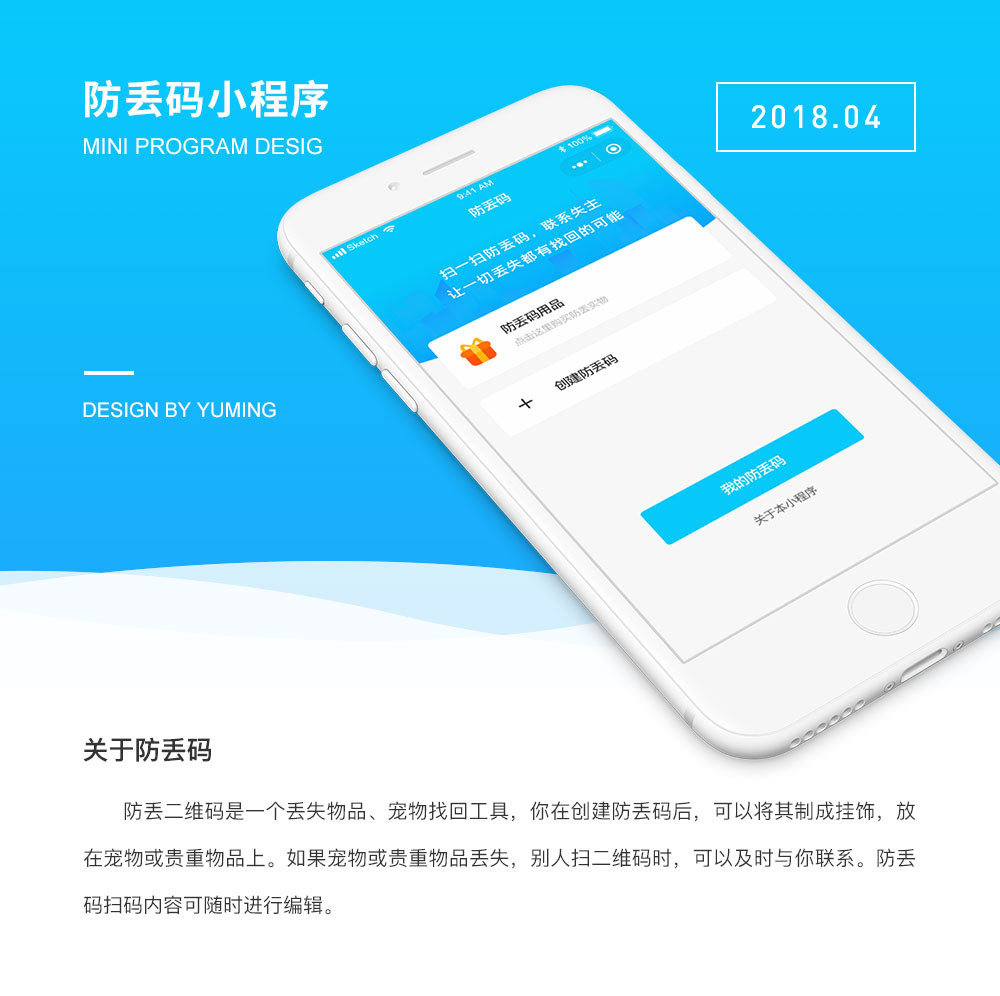 防丢码小程序
MINI PROGRAM DESIG
2018.04
DESIGN BY YUMING
Sketch
9:41 AM
100%
防丢码
扫一扫防丢码，联系失主
让一切丢失都有找回的可能
防丢码用品
点击这里购买防丢实物
+ 创建防丢码
我的防丢码
关于本小程序
关于防丢码
防丢二维码是一个丢失物品、宠物找回工具，你在创建防丢码后，可以将其制成挂饰，放
在宠物或贵重物品上。如果宠物或贵重物品丢失，别人扫二维码时，可以及时与你联系。防丢
码扫码内容可随时进行编辑。